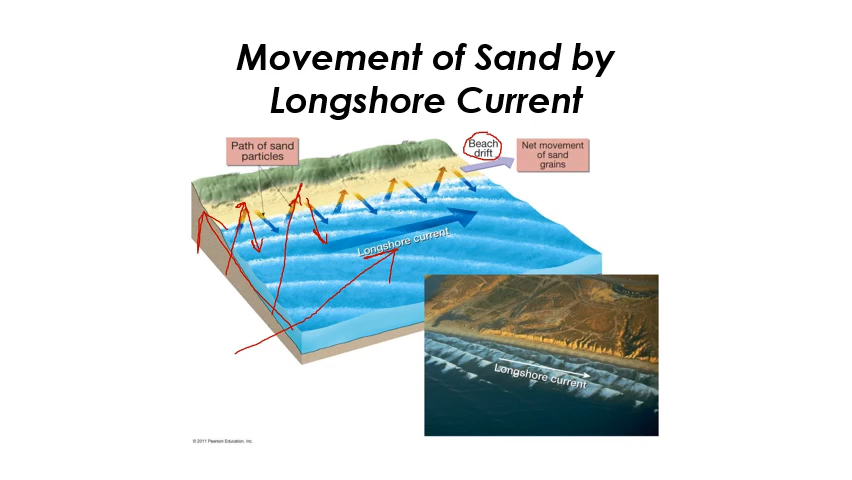 Movement of Sand by
Longshore Current
Path of sand
particles
Beach
drift
Net movement
of sand
grains
Longshore current
Longshore current
© 2011 Pearson Education, Inc.